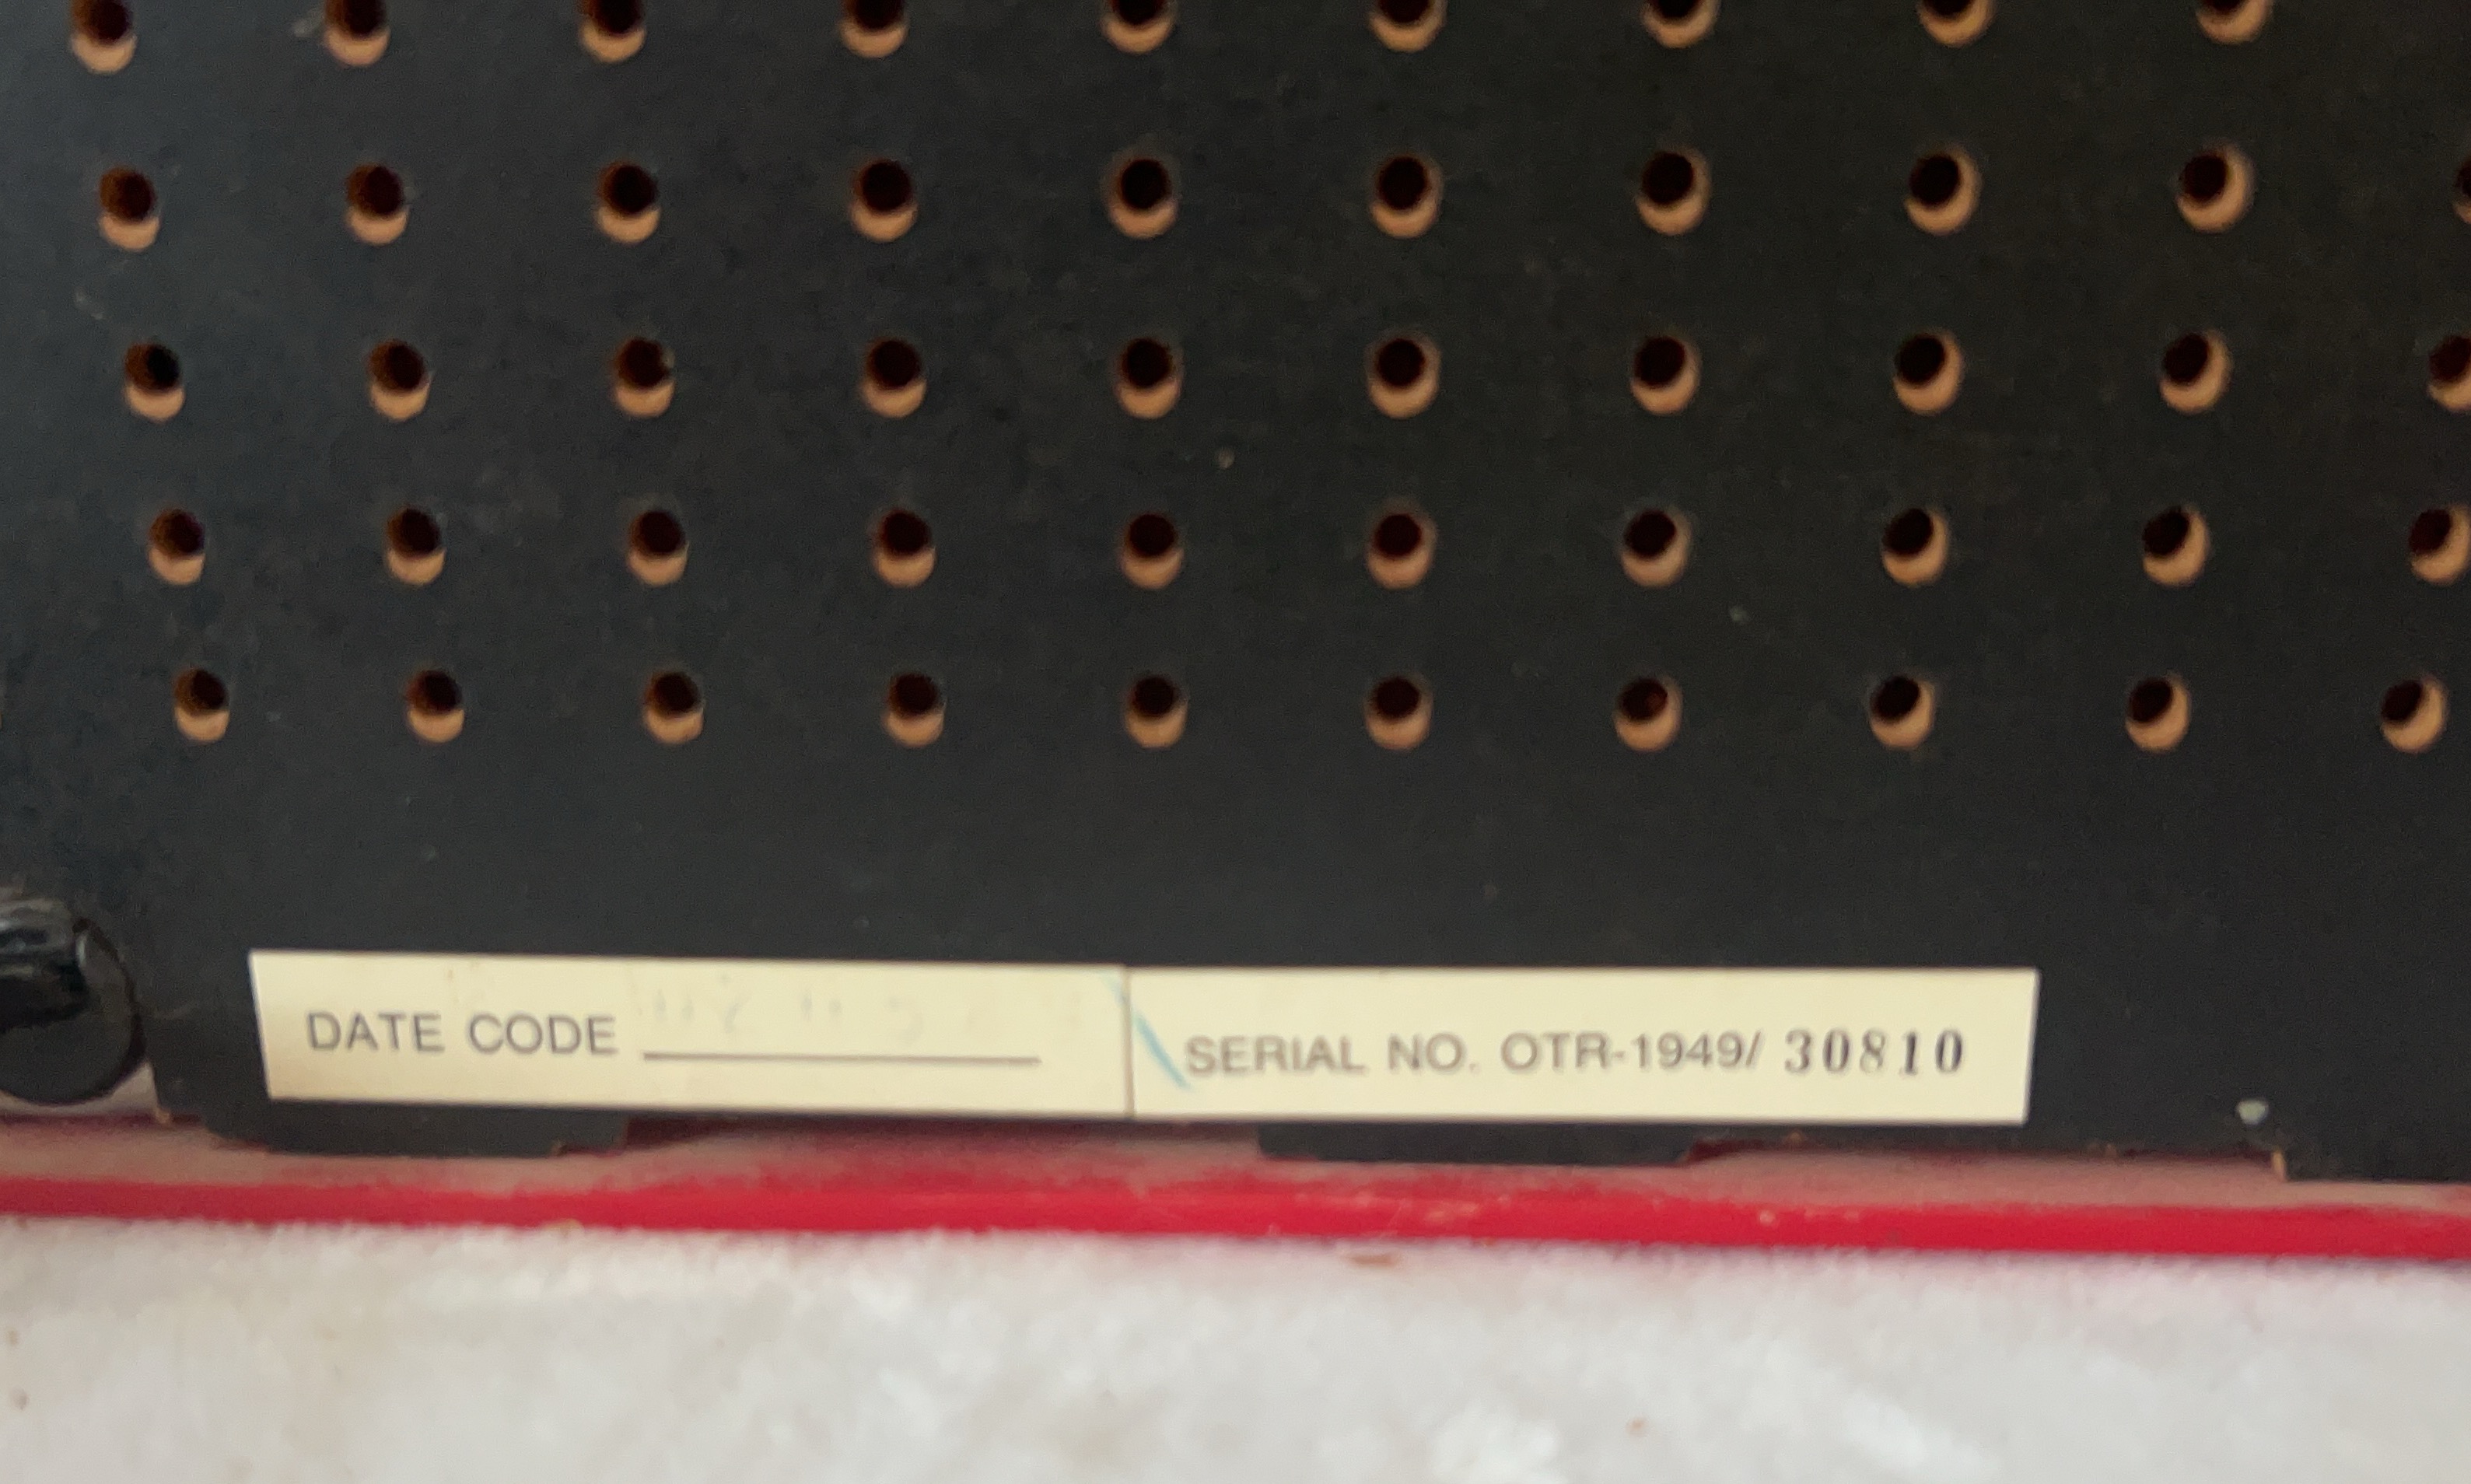 DATE CODE
SERIAL NO. OTR-1949/ 30810